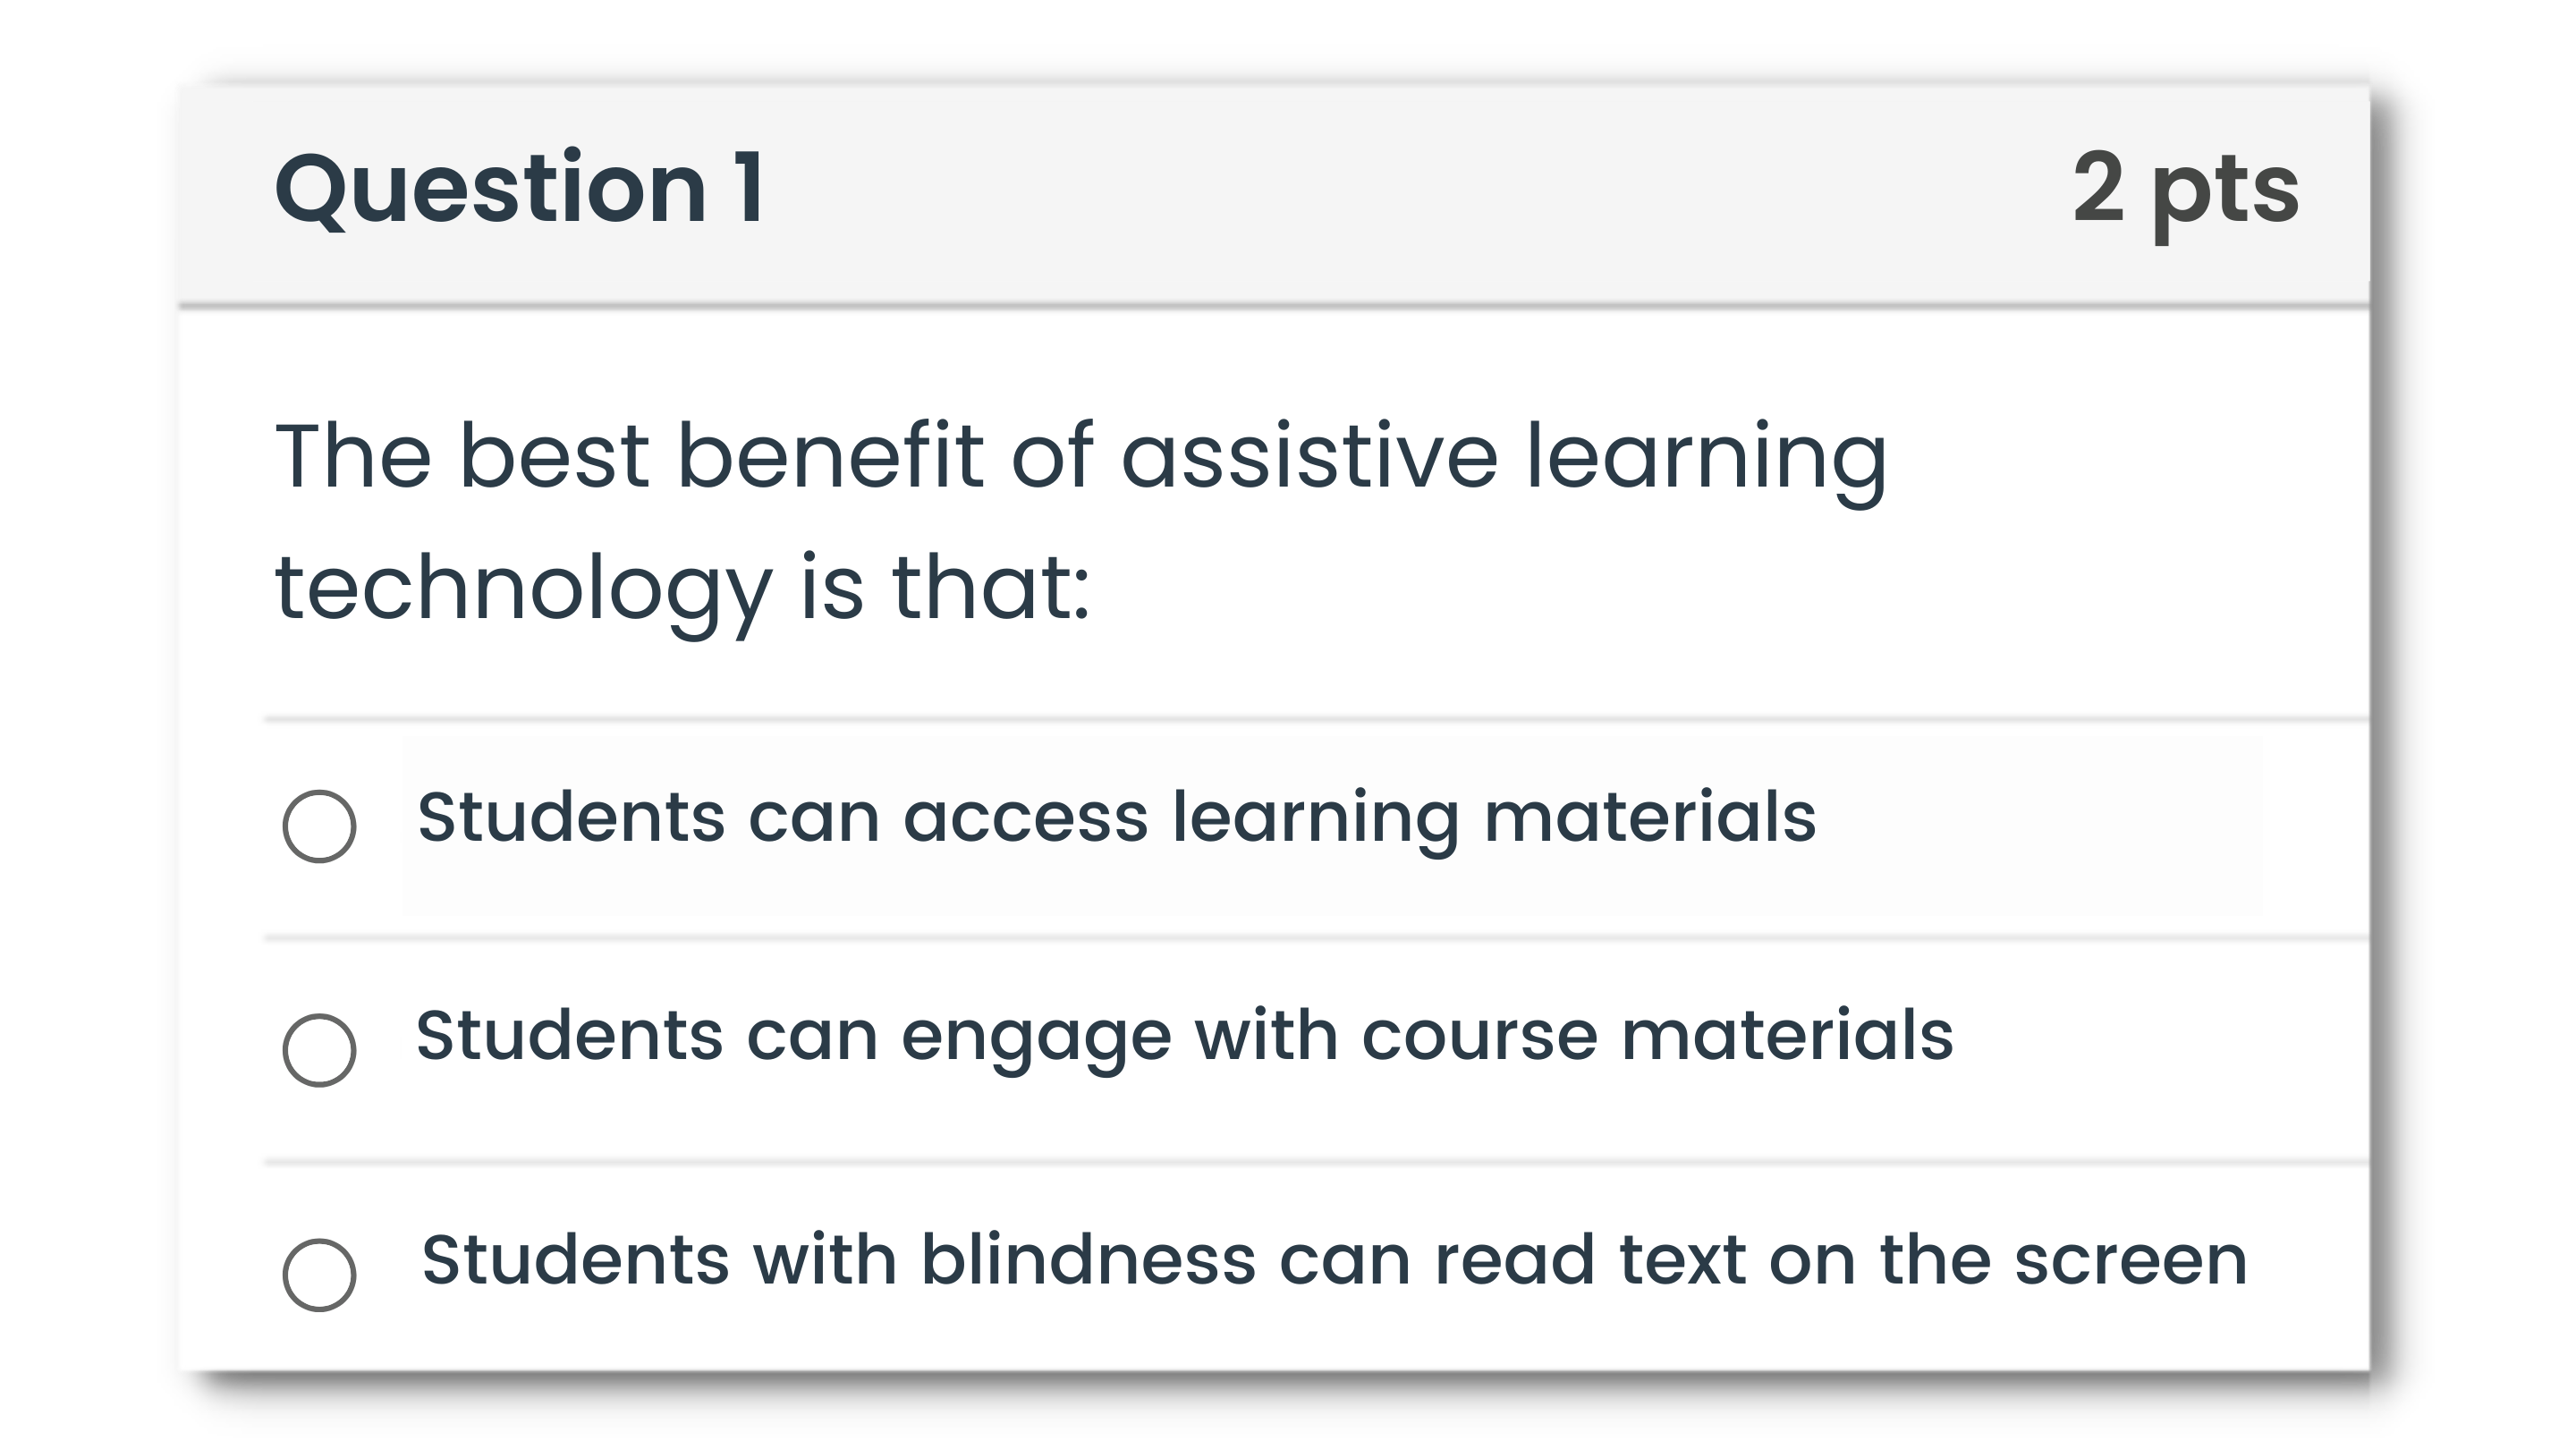 Question 1
2 pts
The best benefit of assistive learning
technology is that:
Students can access learning materials
Students can engage with course materials
Students with blindness can read text on the screen